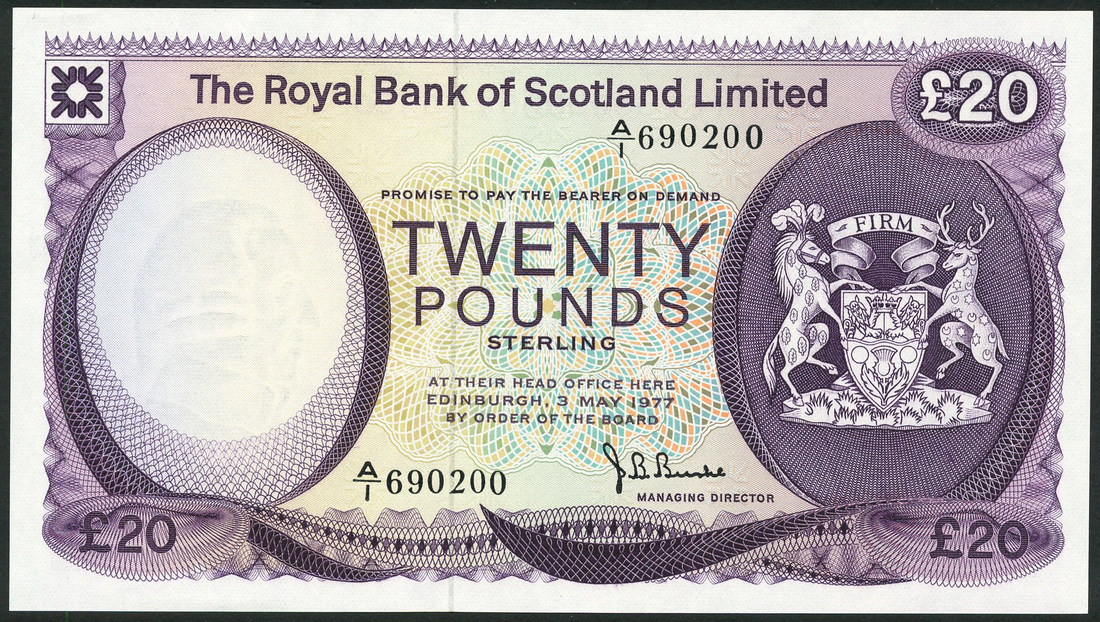 The Royal Bank of Scotland Limited
£20
A/1 690200
PROMISE TO PAY THE BEARER ON DEMAND
TWENTY
POUNDS
STERLING
FIRM
AT THEIR HEAD OFFICE HERE
EDINBURGH, 3 MAY 1977
BY ORDER OF THE BOARD
A/1 690200
J. B. Burke
MANAGING DIRECTOR
£20
£20